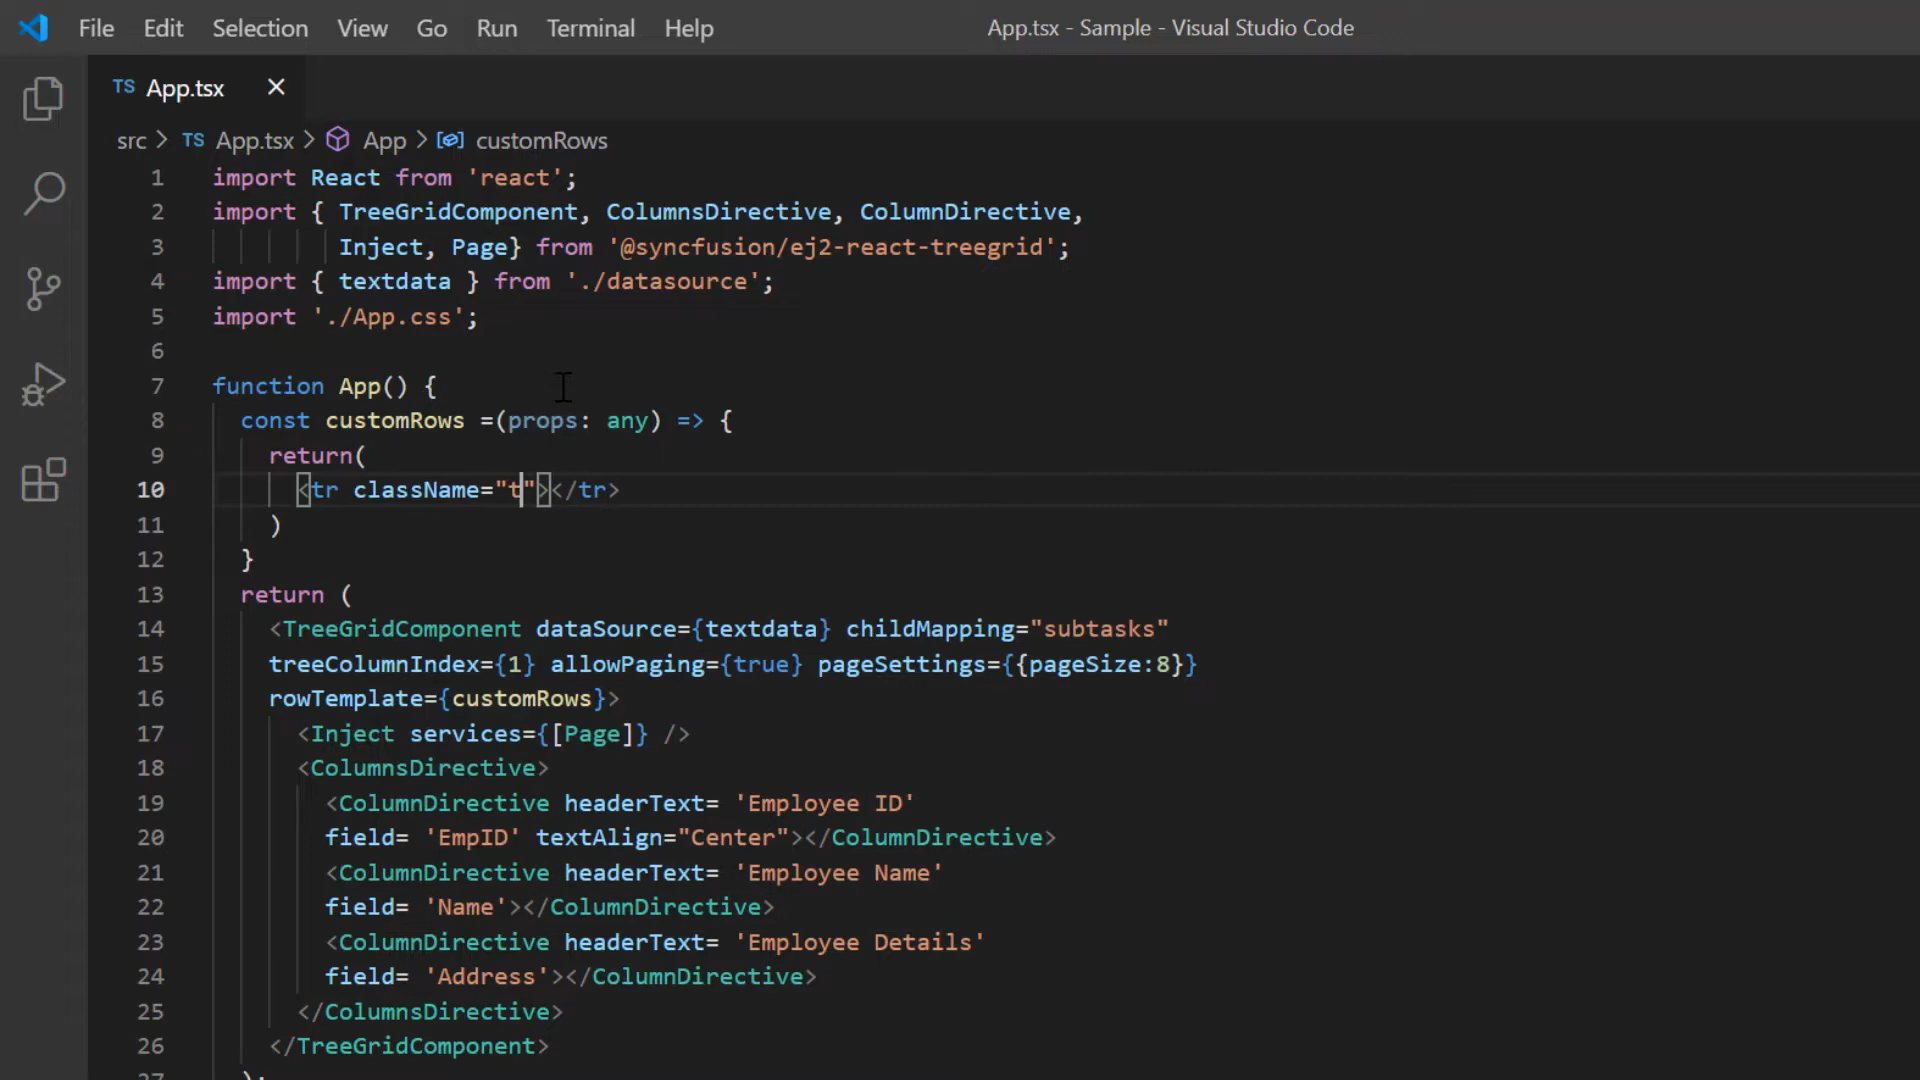 File Edit Selection View Go Run Terminal Help App.tsx - Sample - Visual Studio Code
TS App.tsx ×
src > TS App.tsx > App > customRows
1 import React from 'react';
2 import { TreeGridComponent, ColumnsDirective, ColumnDirective,
3 Inject, Page} from '@syncfusion/ej2-react-treegrid';
4 import { textdata } from './datasource';
5 import './App.css';
6
7 function App() {
8 const customRows =(props: any) => {
9 return(
10 <tr className="t"></tr>
11 )
12 }
13 return (
14 <TreeGridComponent dataSource={textdata} childMapping="subtasks"
15 treeColumnIndex={1} allowPaging={true} pageSettings={{pageSize:8}}
16 rowTemplate={customRows}>
17 <Inject services={[Page]} />
18 <ColumnsDirective>
19 <ColumnDirective headerText= 'Employee ID'
20 field= 'EmpID' textAlign="Center"></ColumnDirective>
21 <ColumnDirective headerText= 'Employee Name'
22 field= 'Name'></ColumnDirective>
23 <ColumnDirective headerText= 'Employee Details'
24 field= 'Address'></ColumnDirective>
25 </ColumnsDirective>
26 </TreeGridComponent>
27 );